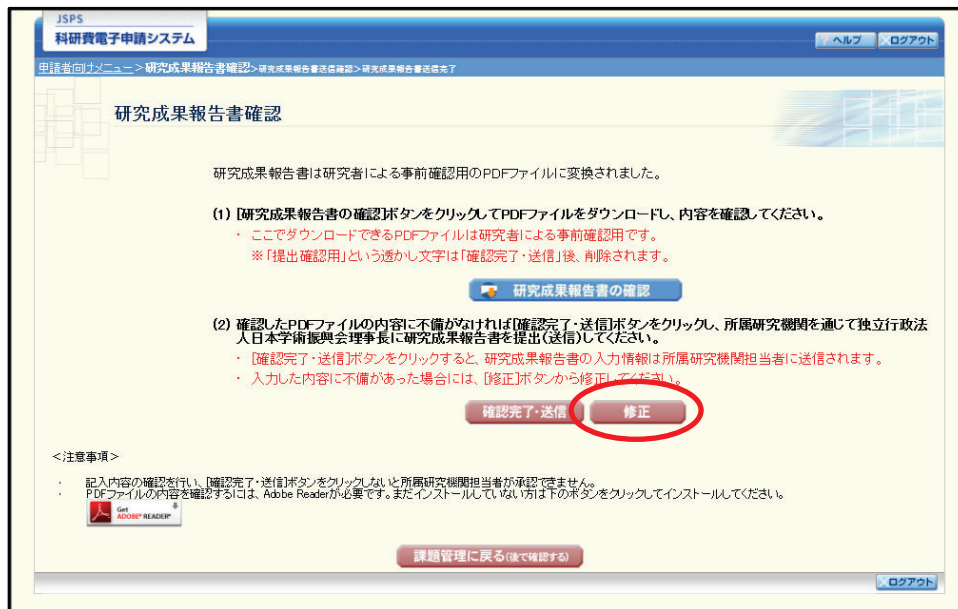 JSPS
科研費電子申請システム
ヘルプ
ログアウト
申請者向けメニュー>研究成果報告書確認>研究成果報告書送信確認>研究成果報告書送信完了
研究成果報告書確認
研究成果報告書は研究者による事前確認用のPDFファイルに変換されました。
(1) [研究成果報告書の確認]ボタンをクリックしてPDFファイルをダウンロードし、内容を確認してください。
・ ここでダウンロードできるPDFファイルは研究者による事前確認用です。
※「提出確認用」という透かし文字は「確認完了・送信」後、削除されます。
研究成果報告書の確認
(2) 確認したPDFファイルの内容に不備がなければ[確認完了・送信]ボタンをクリックし、所属研究機関を通じて独立行政法
人日本学術振興会理事長に研究成果報告書を提出(送信)してください。
・ [確認完了・送信]ボタンをクリックすると、研究成果報告書の入力情報は所属研究機関担当者に送信されます。
・ 入力した内容に不備があった場合には、[修正]ボタンから修正してください。
確認完了・送信
修正
<注意事項>
・ 記入内容の確認を行い、[確認完了・送信]ボタンをクリックしないと所属研究機関担当者が承認できません。
・ PDFファイルの内容を確認するには、Adobe Readerが必要です。まだインストールしていない方は下のボタンをクリックしてインストールしてください。
Get
ADOBE® READER®
課題管理に戻る(後で確認する)
ログアウト